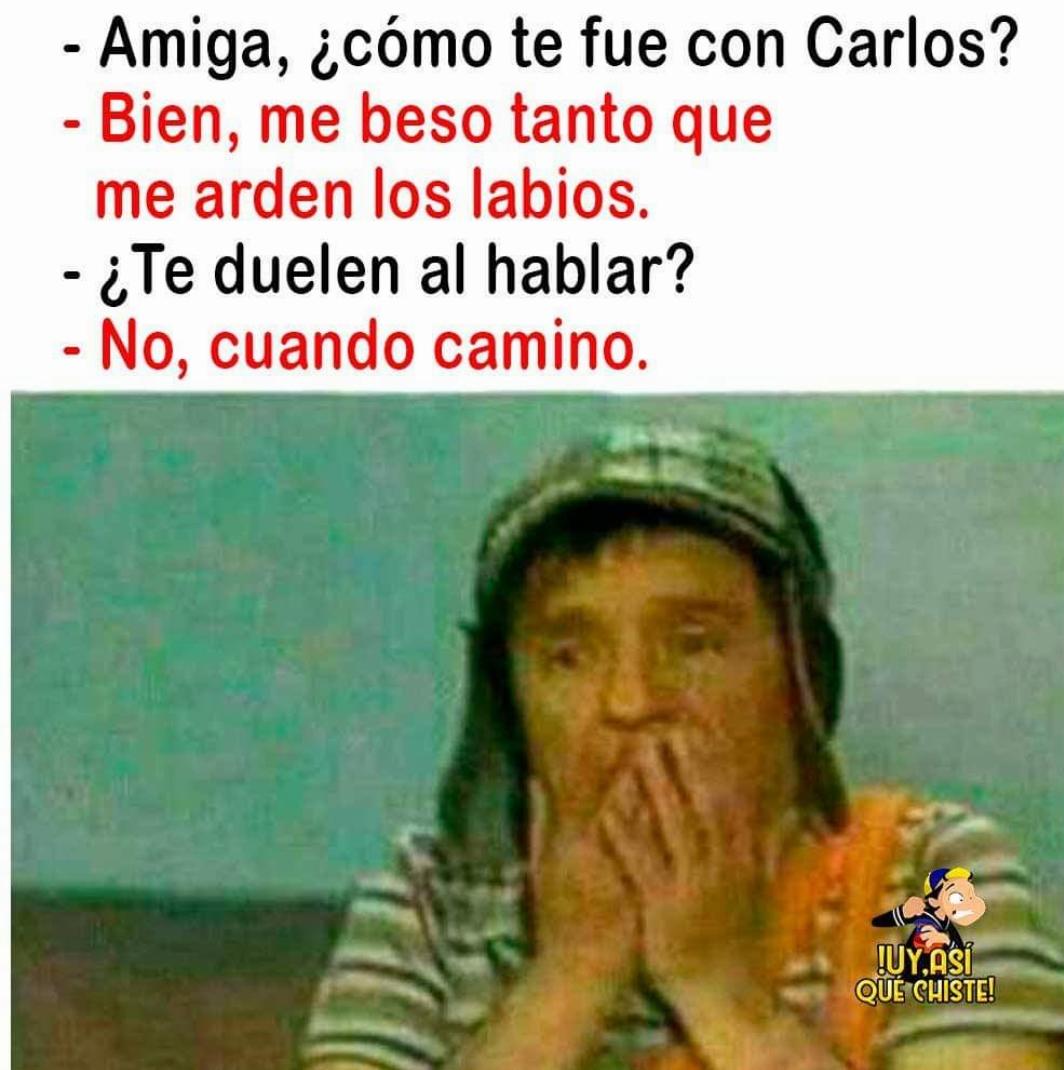 - Amiga, ¿cómo te fue con Carlos?
- Bien, me beso tanto que
me arden los labios.
- ¿Te duelen al hablar?
- No, cuando camino.
!UY,ASÍ
QUÉ CHISTE!